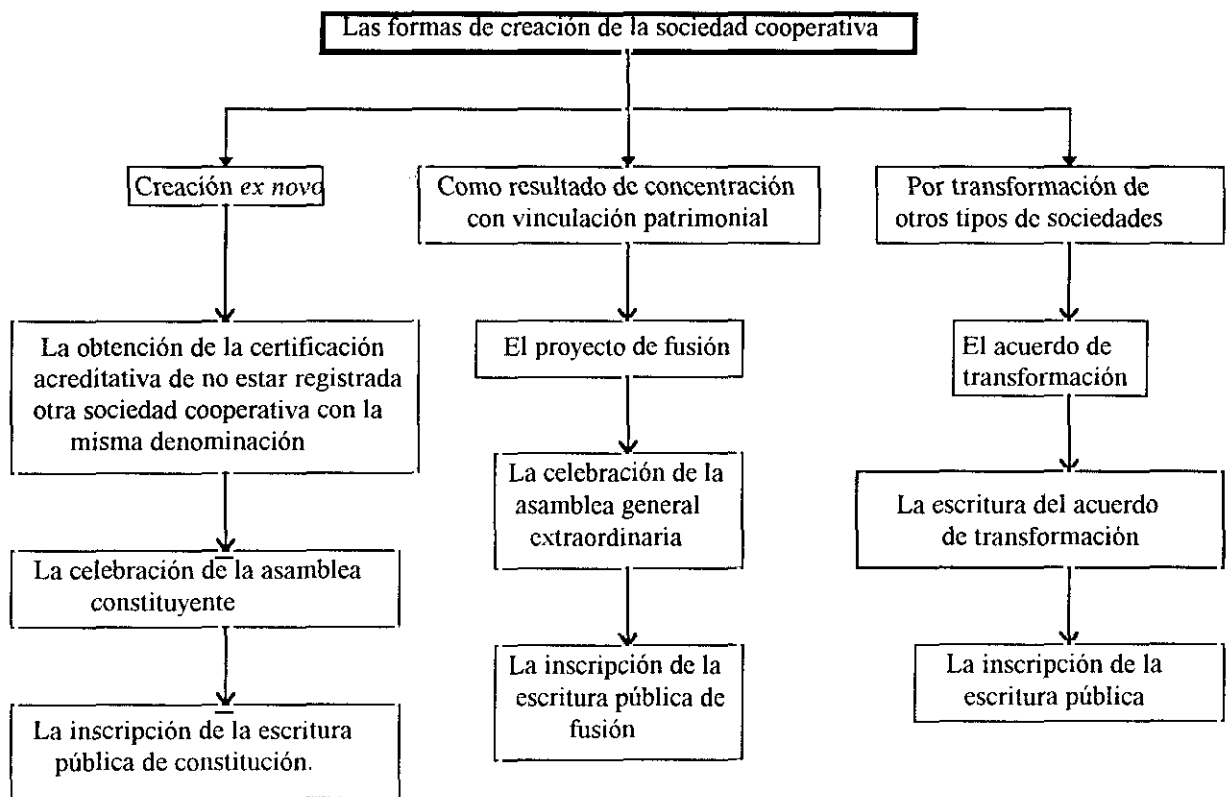 Las formas de creación de la sociedad cooperativa
Creación ex novo
Como resultado de concentración
con vinculación patrimonial
Por transformación de
otros tipos de sociedades
La obtención de la certificación
acreditativa de no estar registrada
otra sociedad cooperativa con la
misma denominación
El proyecto de fusión
El acuerdo de
transformación
La celebración de la
asamblea general
extraordinaria
La escritura del acuerdo
de transformación
La celebración de la asamblea
constituyente
La inscripción de la
escritura pública de
fusión
La inscripción de la
escritura pública
La inscripción de la escritura
pública de constitución.